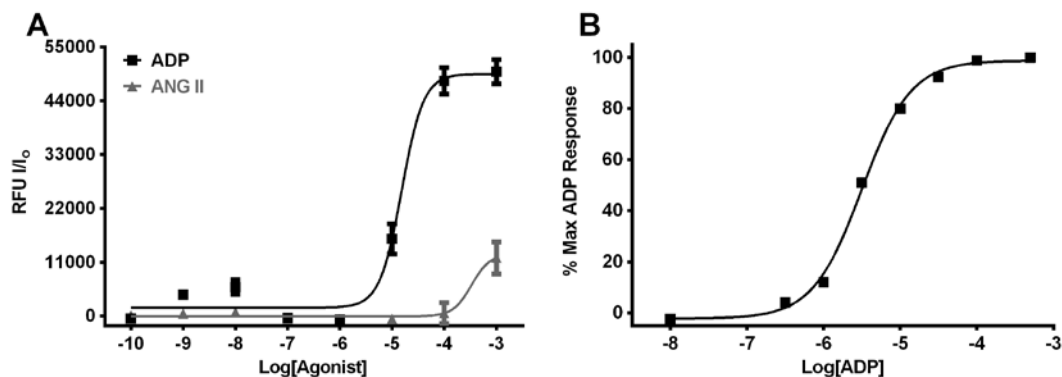 A
ADP
ANG II
55000
44000
33000
22000
11000
0
RFU I/I₀
-10 -9 -8 -7 -6 -5 -4 -3
Log[Agonist]
B
100
80
60
40
20
0
% Max ADP Response
-8 -7 -6 -5 -4 -3
Log[ADP]